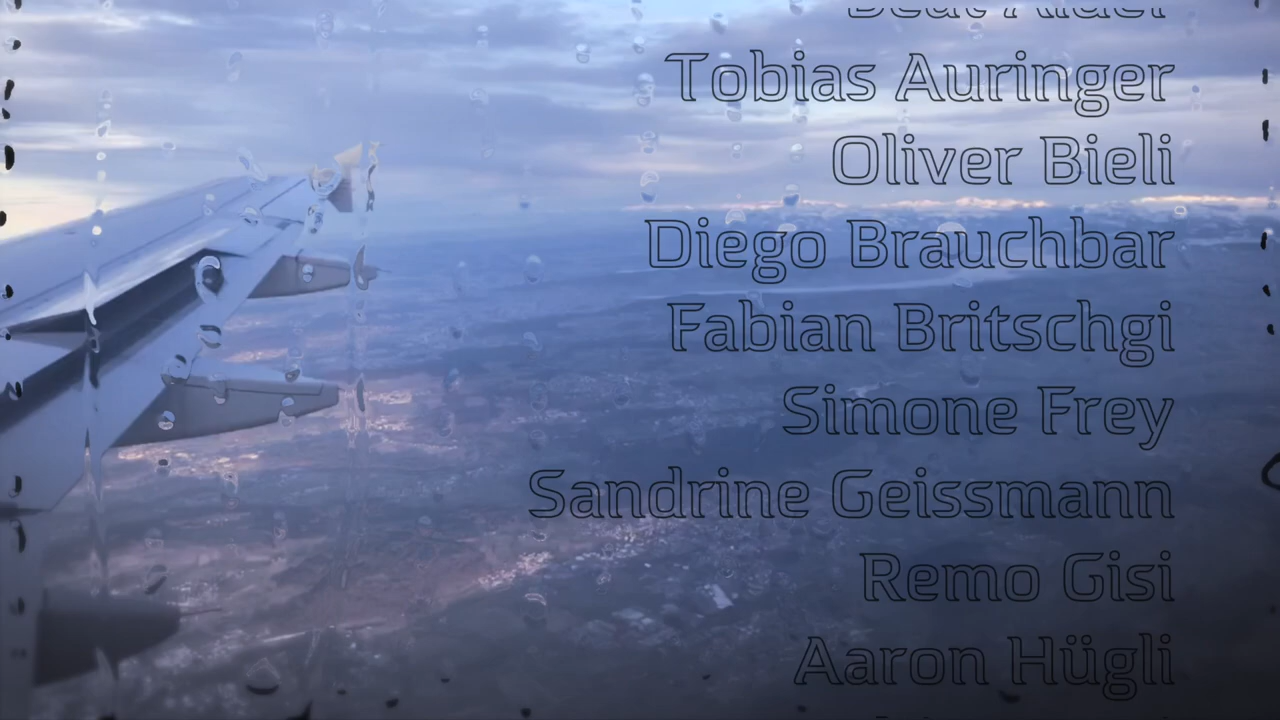 Tobias Auringer
Oliver Bieli
Diego Brauchbar
Fabian Britschgi
Simone Frey
Sandrine Geissmann
Remo Gisi
Aaron Hügli